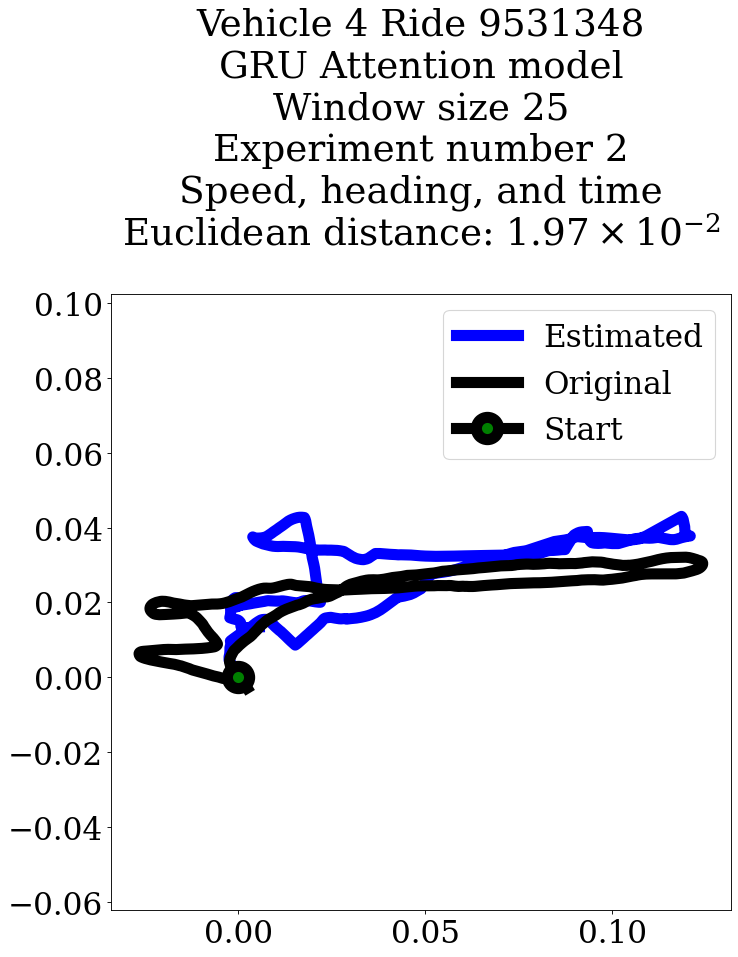 Vehicle 4 Ride 9531348
GRU Attention model
Window size 25
Experiment number 2
Speed, heading, and time
Euclidean distance: 1.97 × 10⁻²
Estimated
Original
Start
0.10
0.08
0.06
0.04
0.02
0.00
−0.02
−0.04
−0.06
0.00 0.05 0.10